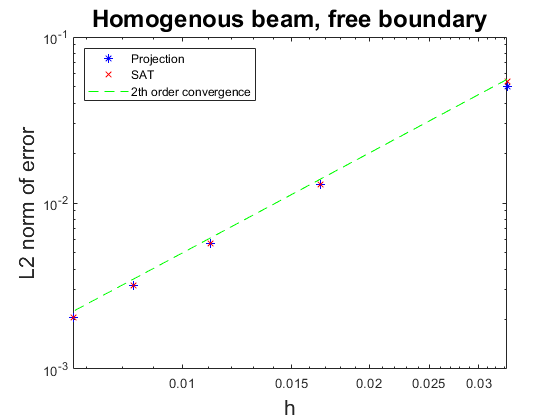 Homogenous beam, free boundary
10^-1
Projection
SAT
2th order convergence
L2 norm of error
10^-2
10^-3
0.01
0.015
0.02
0.025
0.03
h